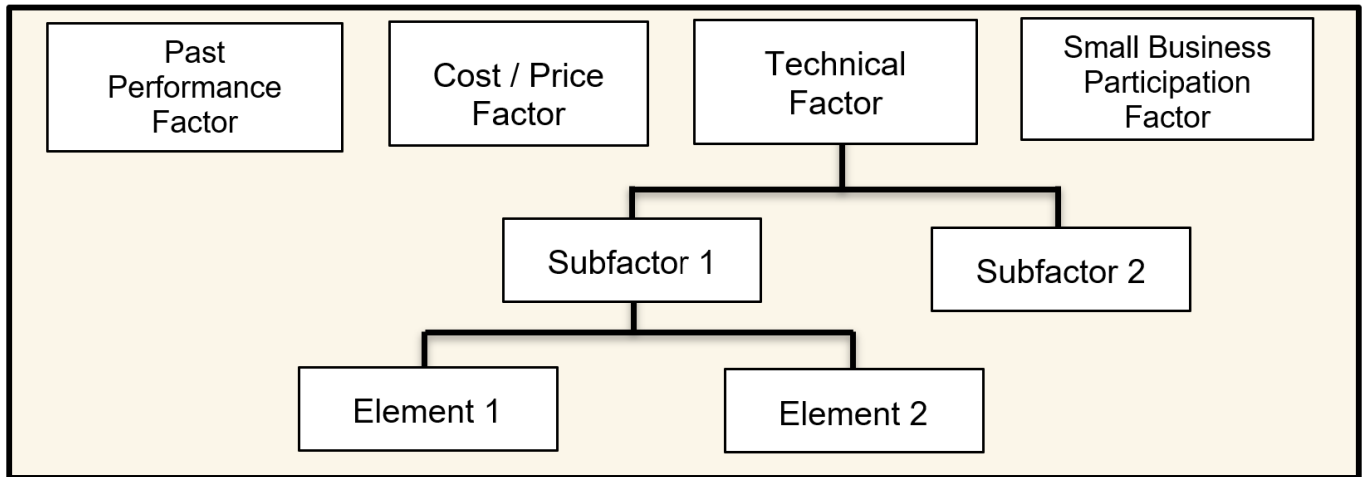 Past
Performance
Factor
Cost / Price
Factor
Technical
Factor
Small Business
Participation
Factor
Subfactor 1
Subfactor 2
Element 1
Element 2